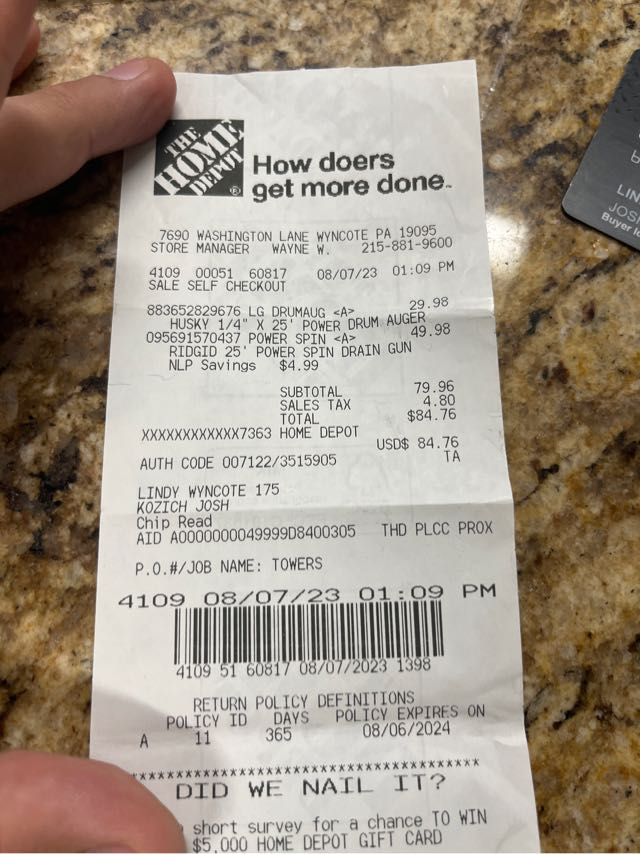 THE
HOME
DEPOT
®
How doers
get more done™
7690 WASHINGTON LANE WYNCOTE PA 19095
STORE MANAGER WAYNE W. 215-881-9600
4109 00051 60817 08/07/23 01:09 PM
SALE SELF CHECKOUT
883652829676 LG DRUMAUG <A> 29.98
HUSKY 1/4" X 25' POWER DRUM AUGER
095691570437 POWER SPIN <A> 49.98
RIDGID 25' POWER SPIN DRAIN GUN
NLP Savings $4.99
SUBTOTAL 79.96
SALES TAX 4.80
TOTAL $84.76
XXXXXXXXXXXX7363 HOME DEPOT
USD$ 84.76
AUTH CODE 007122/3515905 TA
LINDY WYNCOTE 175
KOZICH JOSH
Chip Read
AID A0000000049999D8400305 THD PLCC PROX
P.O.#/JOB NAME: TOWERS
4109 08/07/23 01:09 PM
4109 51 60817 08/07/2023 1398
RETURN POLICY DEFINITIONS
POLICY ID DAYS POLICY EXPIRES ON
A 11 365 08/06/2024
*******************************************
DID WE NAIL IT?
short survey for a chance TO WIN
$5,000 HOME DEPOT GIFT CARD
LIN
JOS
Buyer